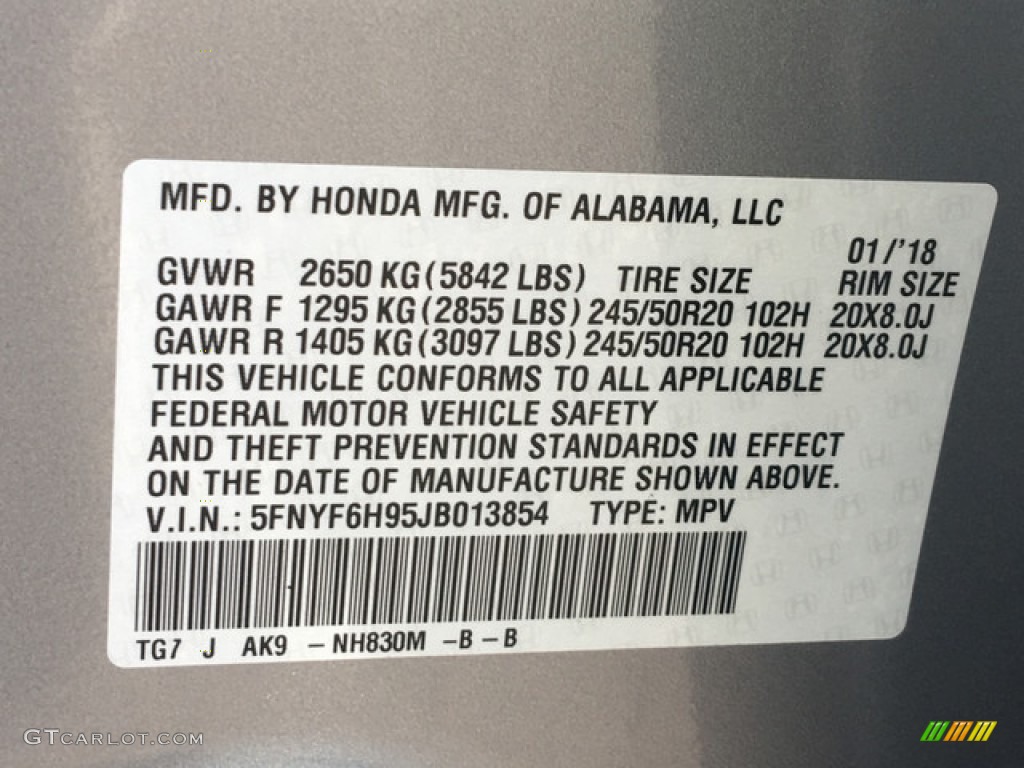 MFD. BY HONDA MFG. OF ALABAMA, LLC
01/'18
GVWR 2650 KG(5842 LBS) TIRE SIZE RIM SIZE
GAWR F 1295 KG(2855 LBS) 245/50R20 102H 20X8.0J
GAWR R 1405 KG(3097 LBS) 245/50R20 102H 20X8.0J
THIS VEHICLE CONFORMS TO ALL APPLICABLE
FEDERAL MOTOR VEHICLE SAFETY
AND THEFT PREVENTION STANDARDS IN EFFECT
ON THE DATE OF MANUFACTURE SHOWN ABOVE.
V.I.N.: 5FNYF6H95JB013854 TYPE: MPV
TG7 J AK9 – NH830M –B – B
GTCARLOT.COM